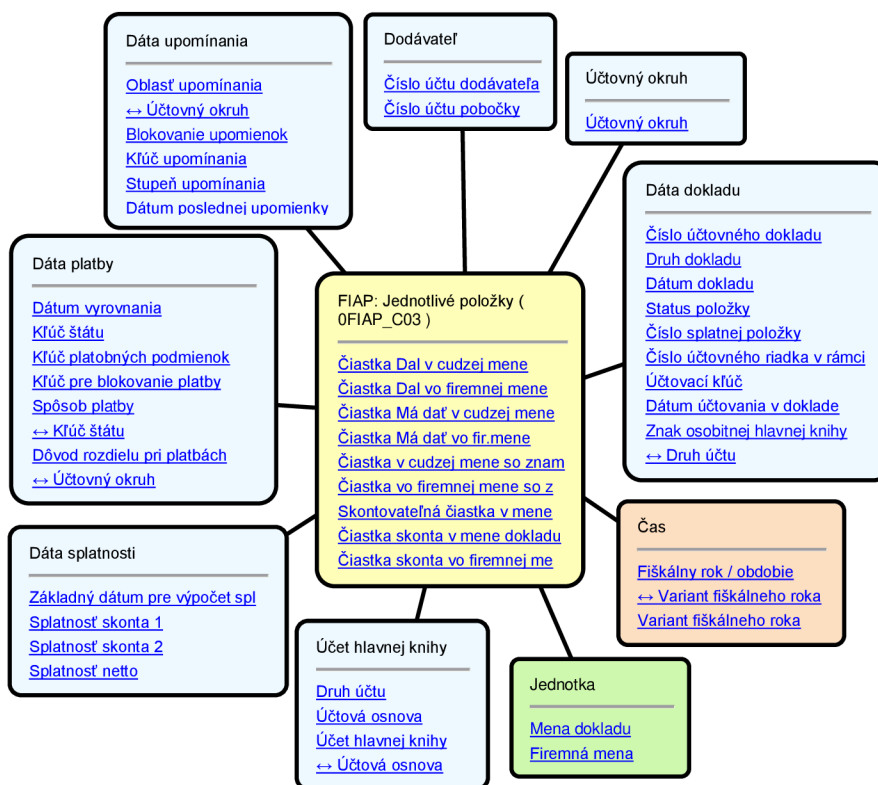 Dáta upomínania
Oblasť upomínania
↔ Účtovný okruh
Blokovanie upomienok
Kľúč upomínania
Stupeň upomínania
Dátum poslednej upomienky
Dodávateľ
Číslo účtu dodávateľa
Číslo účtu pobočky
Účtovný okruh
Účtovný okruh
Dáta dokladu
Číslo účtovného dokladu
Druh dokladu
Dátum dokladu
Status položky
Číslo splatnej položky
Číslo účtovného riadka v rámci
Účtovací kľúč
Dátum účtovania v doklade
Znak osobitnej hlavnej knihy
↔ Druh účtu
Dáta platby
Dátum vyrovnania
Kľúč štátu
Kľúč platobných podmienok
Kľúč pre blokovanie platby
Spôsob platby
↔ Kľúč štátu
Dôvod rozdielu pri platbách
↔ Účtovný okruh
FIAP: Jednotlivé položky (
0FIAP_C03 )
Čiastka Dal v cudzej mene
Čiastka Dal vo firemnej mene
Čiastka Má dať v cudzej mene
Čiastka Má dať vo fir.mene
Čiastka v cudzej mene so znam
Čiastka vo firemnej mene so z
Skontovateľná čiastka v mene
Čiastka skonta v mene dokladu
Čiastka skonta vo firemnej me
Čas
Fiškálny rok / obdobie
↔ Variant fiškálneho roka
Variant fiškálneho roka
Dáta splatnosti
Základný dátum pre výpočet spl
Splatnosť skonta 1
Splatnosť skonta 2
Splatnosť netto
Účet hlavnej knihy
Druh účtu
Účtová osnova
Účet hlavnej knihy
↔ Účtová osnova
Jednotka
Mena dokladu
Firemná mena